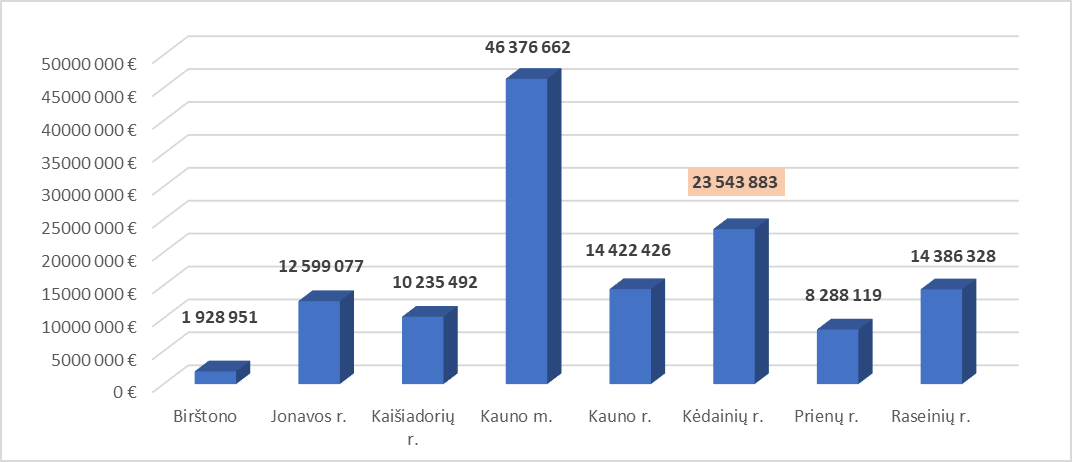 50000 000 €
45000 000 €
40000 000 €
35000 000 €
30000 000 €
25000 000 €
20000 000 €
15000 000 €
10000 000 €
5000 000 €
0 €
1 928 951
12 599 077
10 235 492
46 376 662
14 422 426
23 543 883
8 288 119
14 386 328
Birštono
Jonavos r.
Kaišiadorių
r.
Kauno m.
Kauno r.
Kėdainių r.
Prienų r.
Raseinių r.